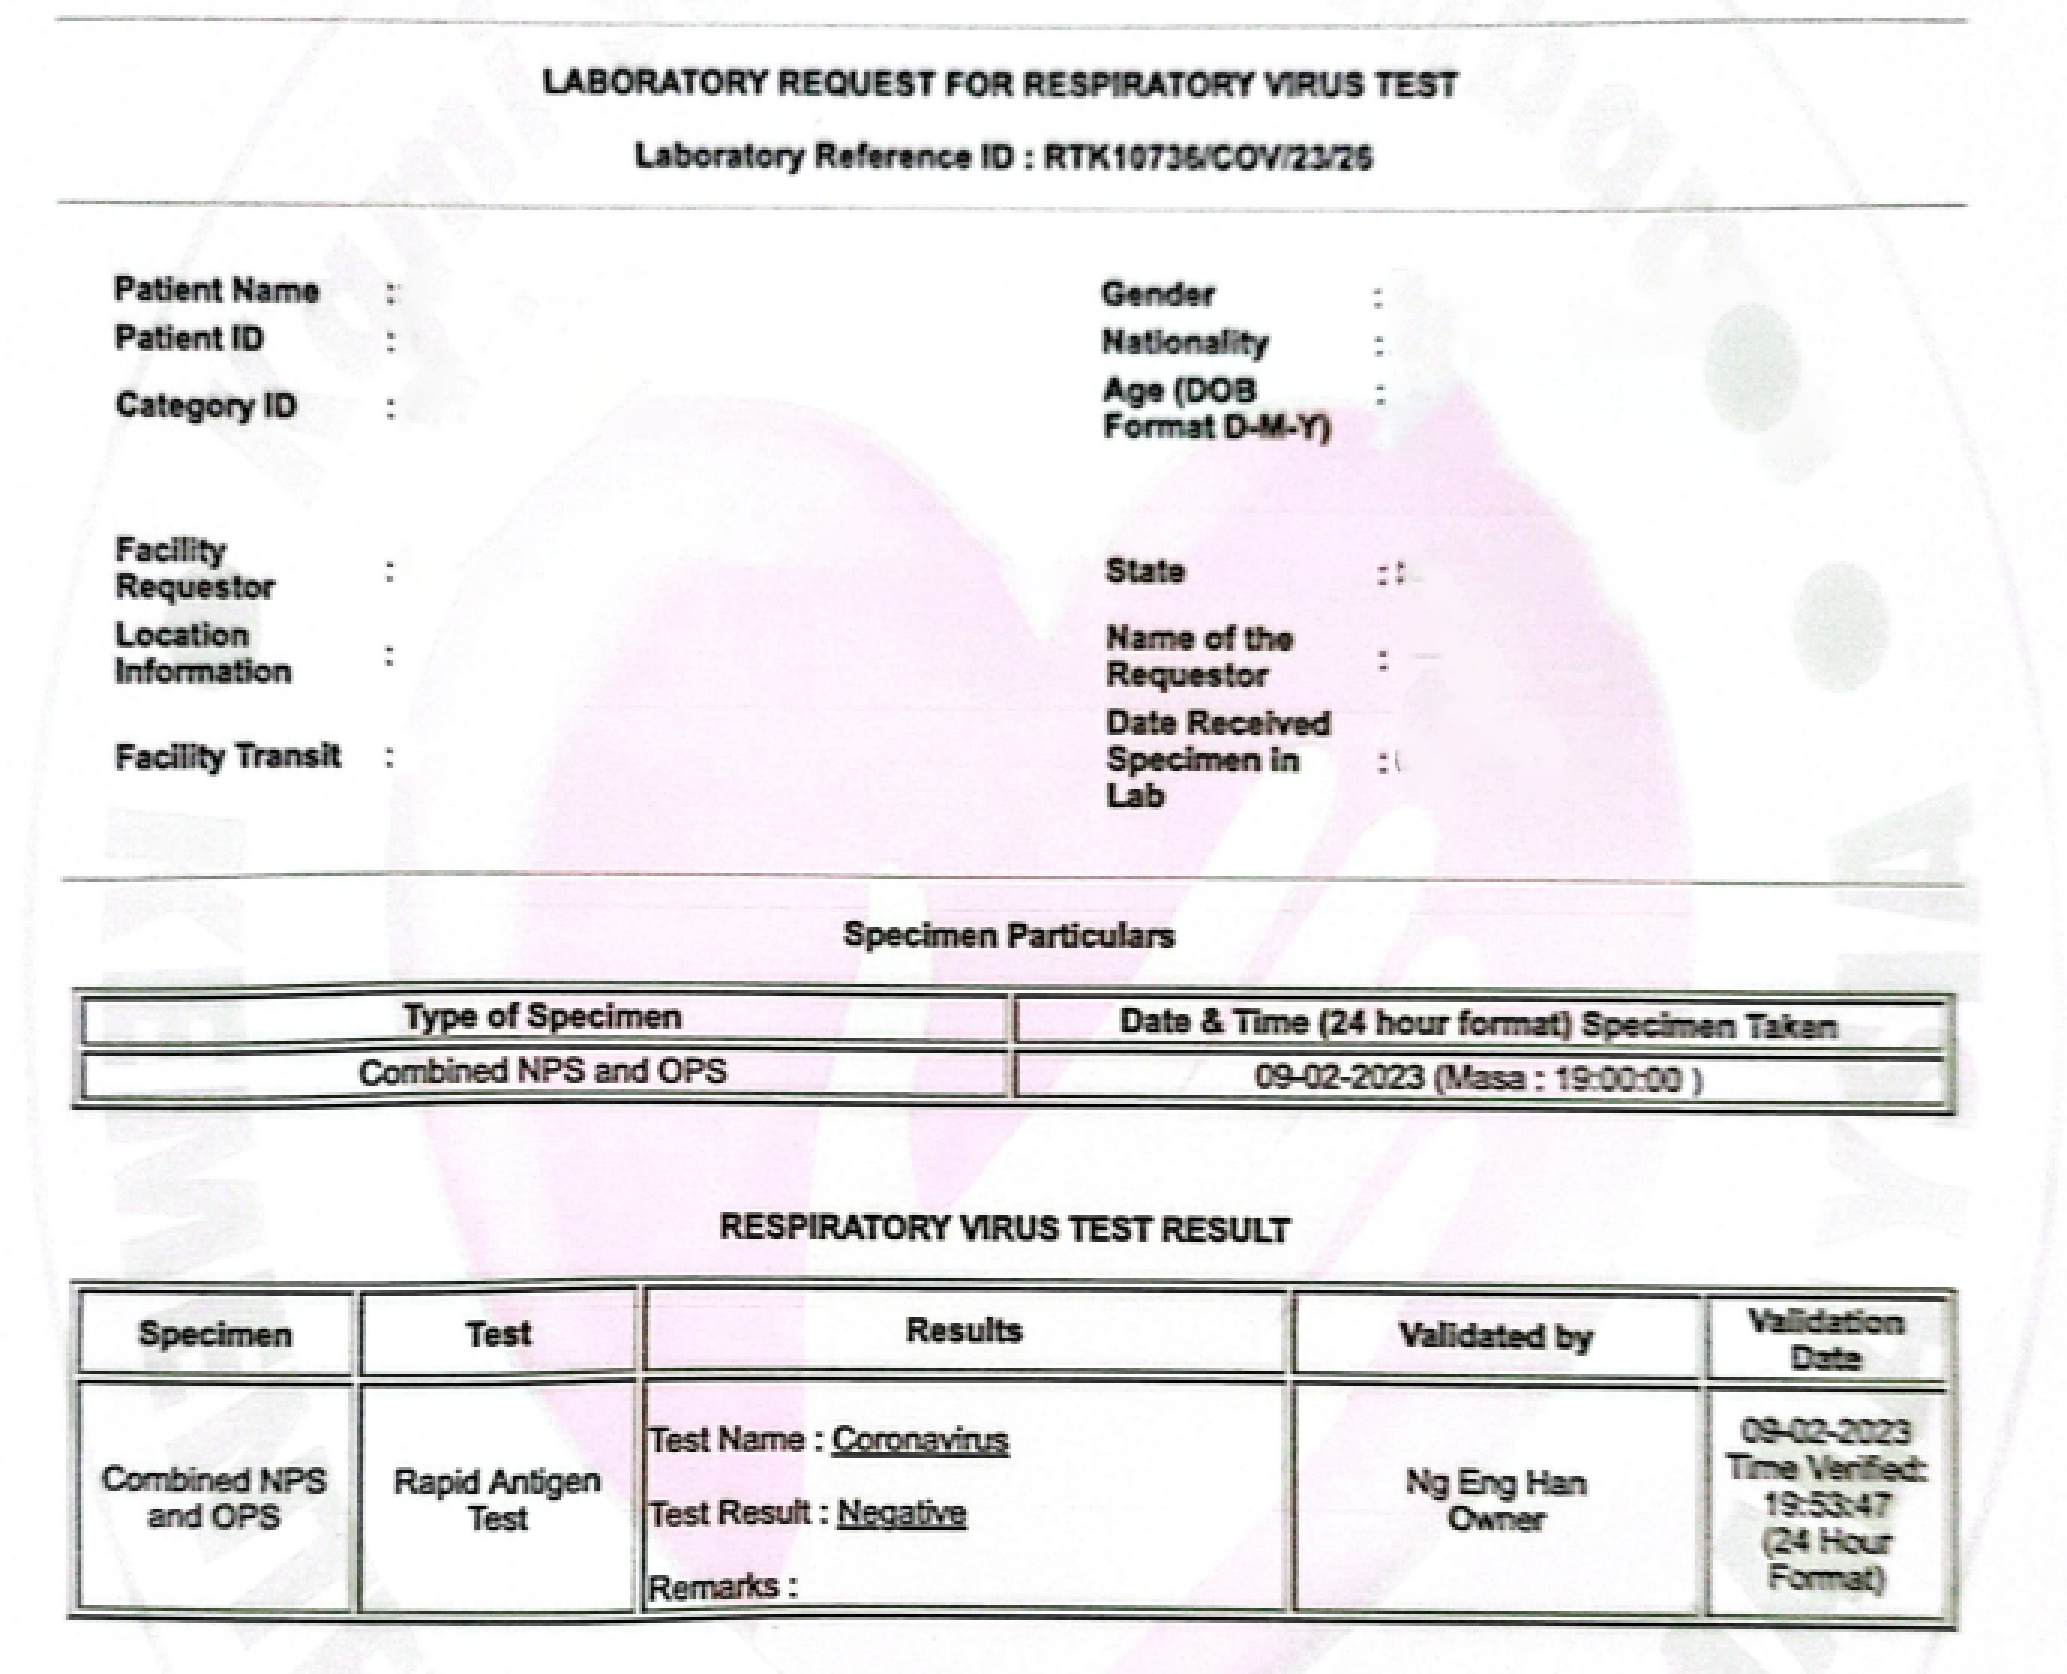 LABORATORY REQUEST FOR RESPIRATORY VIRUS TEST
Laboratory Reference ID : RTK10736/COV/23/26
Patient Name :
Patient ID :
Category ID :
Gender :
Nationality :
Age (DOB :
Format D-M-Y)
Facility
Requestor :
Location
Information :
Facility Transit :
State :
Name of the
Requestor :
Date Received
Specimen in :
Lab
Specimen Particulars
Type of Specimen
Date & Time (24 hour format) Specimen Taken
Combined NPS and OPS
09-02-2023 (Masa : 19:00:00 )
RESPIRATORY VIRUS TEST RESULT
Specimen
Test
Results
Validated by
Validation
Date
Combined NPS
and OPS
Rapid Antigen
Test
Test Name : Coronavirus
Test Result : Negative
Remarks :
Ng Eng Han
Owner
09-02-2023
Time Verified:
19:53:47
(24 Hour
Format)